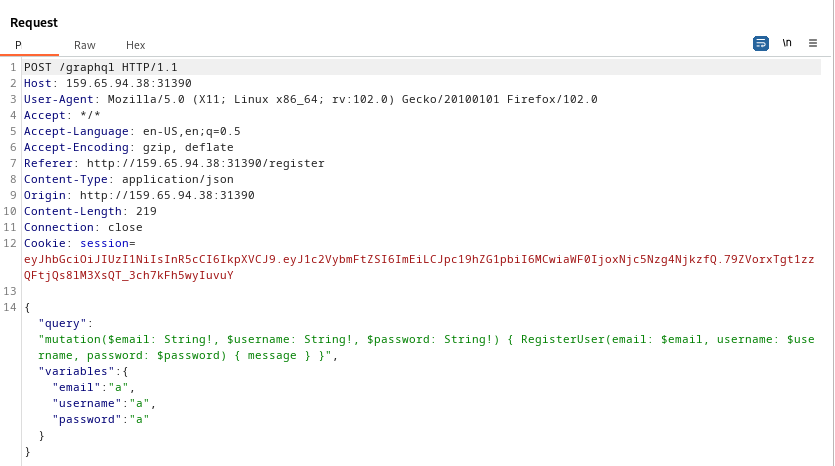 Request
P Raw Hex \n
1 POST /graphql HTTP/1.1
2 Host: 159.65.94.38:31390
3 User-Agent: Mozilla/5.0 (X11; Linux x86_64; rv:102.0) Gecko/20100101 Firefox/102.0
4 Accept: */*
5 Accept-Language: en-US,en;q=0.5
6 Accept-Encoding: gzip, deflate
7 Referer: http://159.65.94.38:31390/register
8 Content-Type: application/json
9 Origin: http://159.65.94.38:31390
10 Content-Length: 219
11 Connection: close
12 Cookie: session=
eyJhbGciOiJIUzI1NiIsInR5cCI6IkpXVCJ9.eyJ1c2VybmFtZSI6ImEiLCJpc19hZG1pbiI6MCwiaWF0IjoxNjc5Nzg4NjkzfQ.79ZVorxTgt1zz
QFtjQs8lM3XsQT_3ch7kFh5wyIuvuY
13
14 {
"query":
"mutation($email: String!, $username: String!, $password: String!) { RegisterUser(email: $email, username: $use
rname, password: $password) { message } }",
"variables":{
"email":"a",
"username":"a",
"password":"a"
}
}